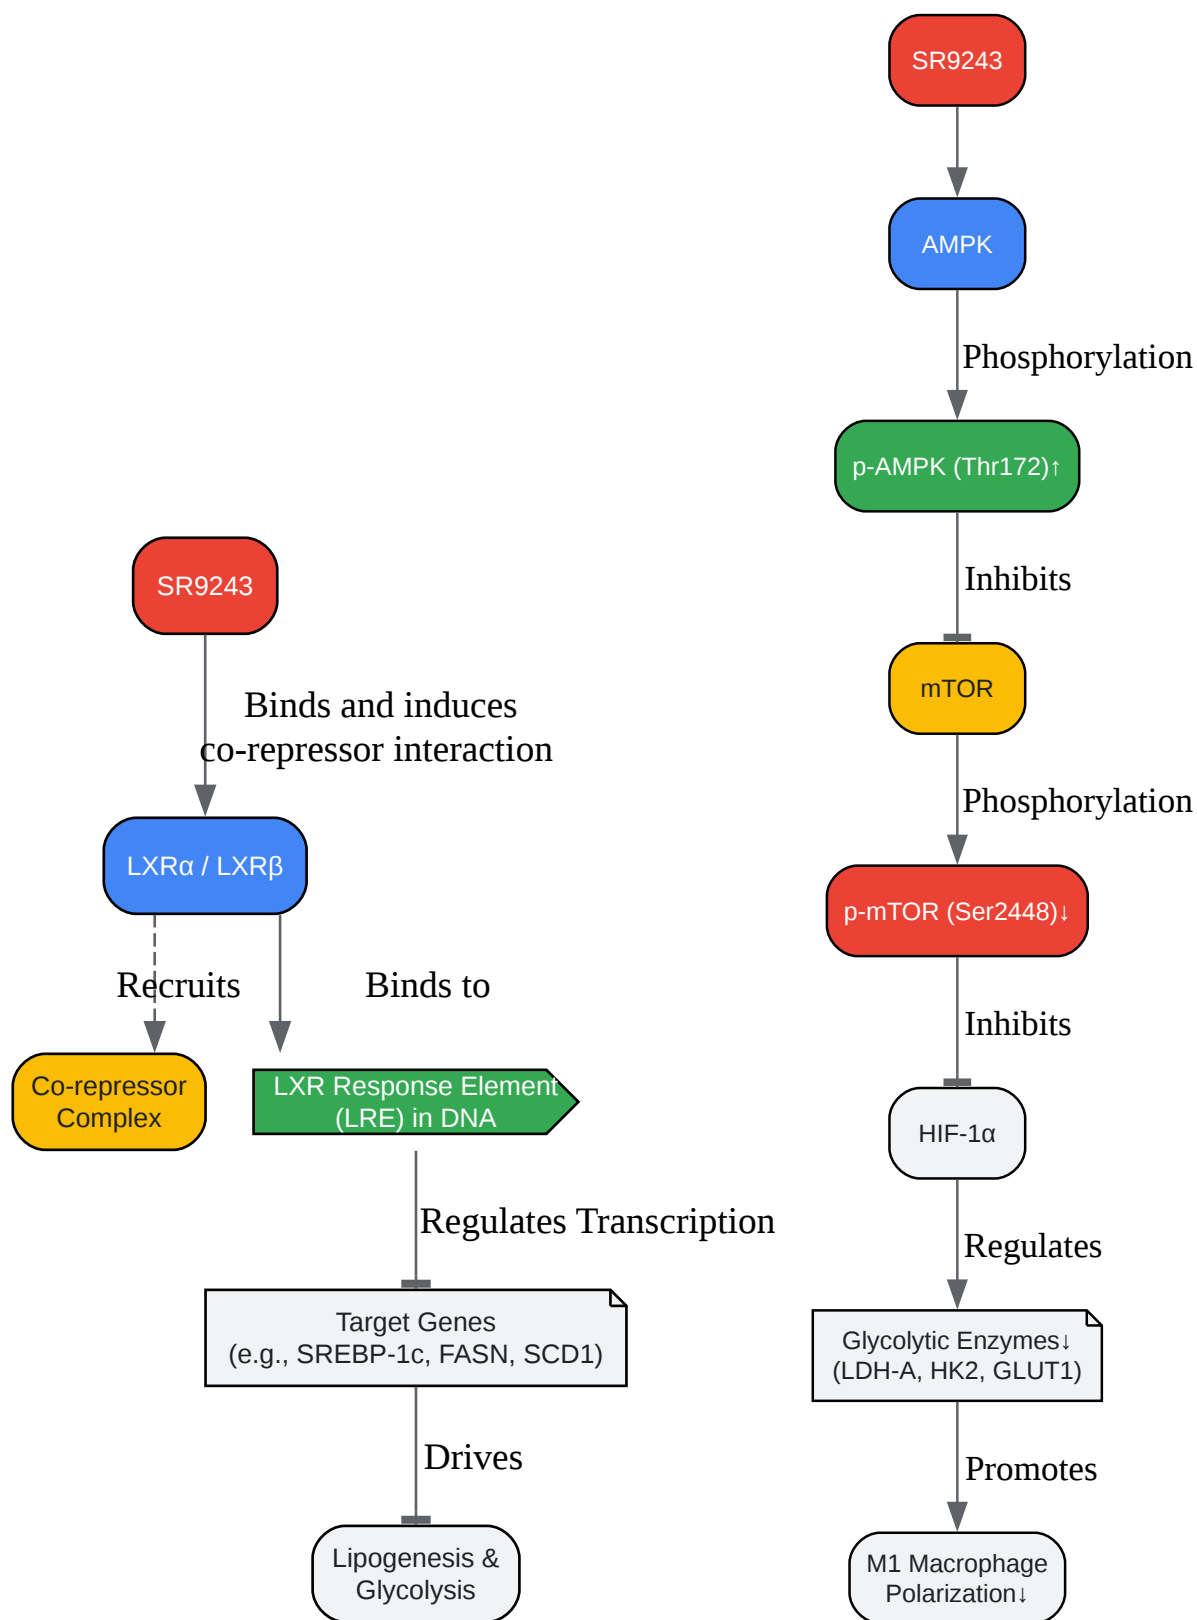 SR9243
Binds and induces
co-repressor interaction
LXRα / LXRβ
Recruits
Binds to
Co-repressor
Complex
LXR Response Element
(LRE) in DNA
Regulates Transcription
Target Genes
(e.g., SREBP-1c, FASN, SCD1)
Drives
Lipogenesis &
Glycolysis
SR9243
AMPK
Phosphorylation
p-AMPK (Thr172)↑
Inhibits
mTOR
Phosphorylation
p-mTOR (Ser2448)↓
Inhibits
HIF-1α
Regulates
Glycolytic Enzymes↓
(LDH-A, HK2, GLUT1)
Promotes
M1 Macrophage
Polarization↓